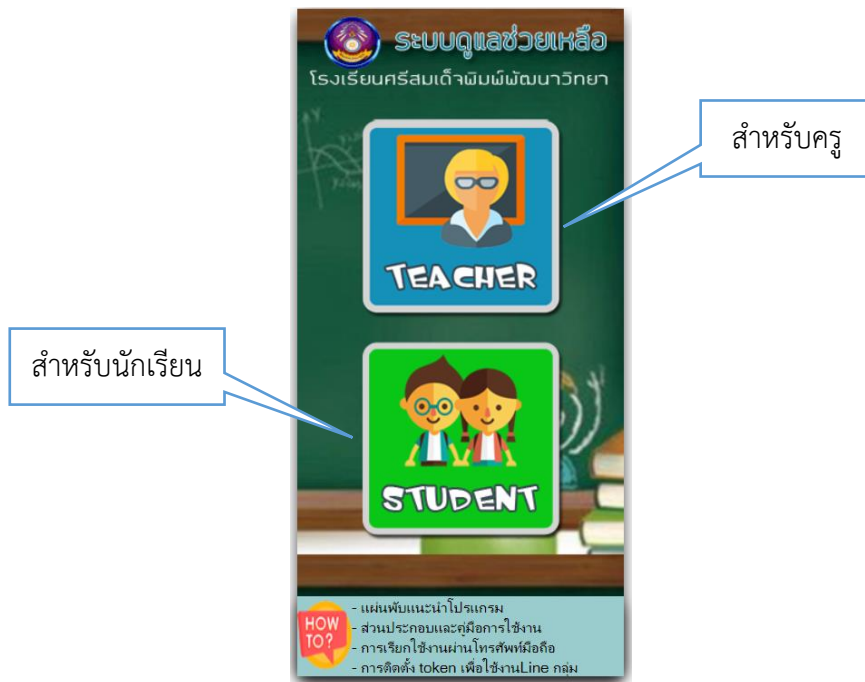 ระบบดูแลช่วยเหลือ
โรงเรียนศรีสมเด็จพิมพ์พัฒนาวิทยา
สำหรับครู
TEACHER
สำหรับนักเรียน
STUDENT
HOW
TO?
- แผ่นพับแนะนำโปรแกรม
- ส่วนประกอบและคู่มือการใช้งาน
- การเรียกใช้งานผ่านโทรศัพท์มือถือ
- การติดตั้ง token เพื่อใช้งานLine กลุ่ม